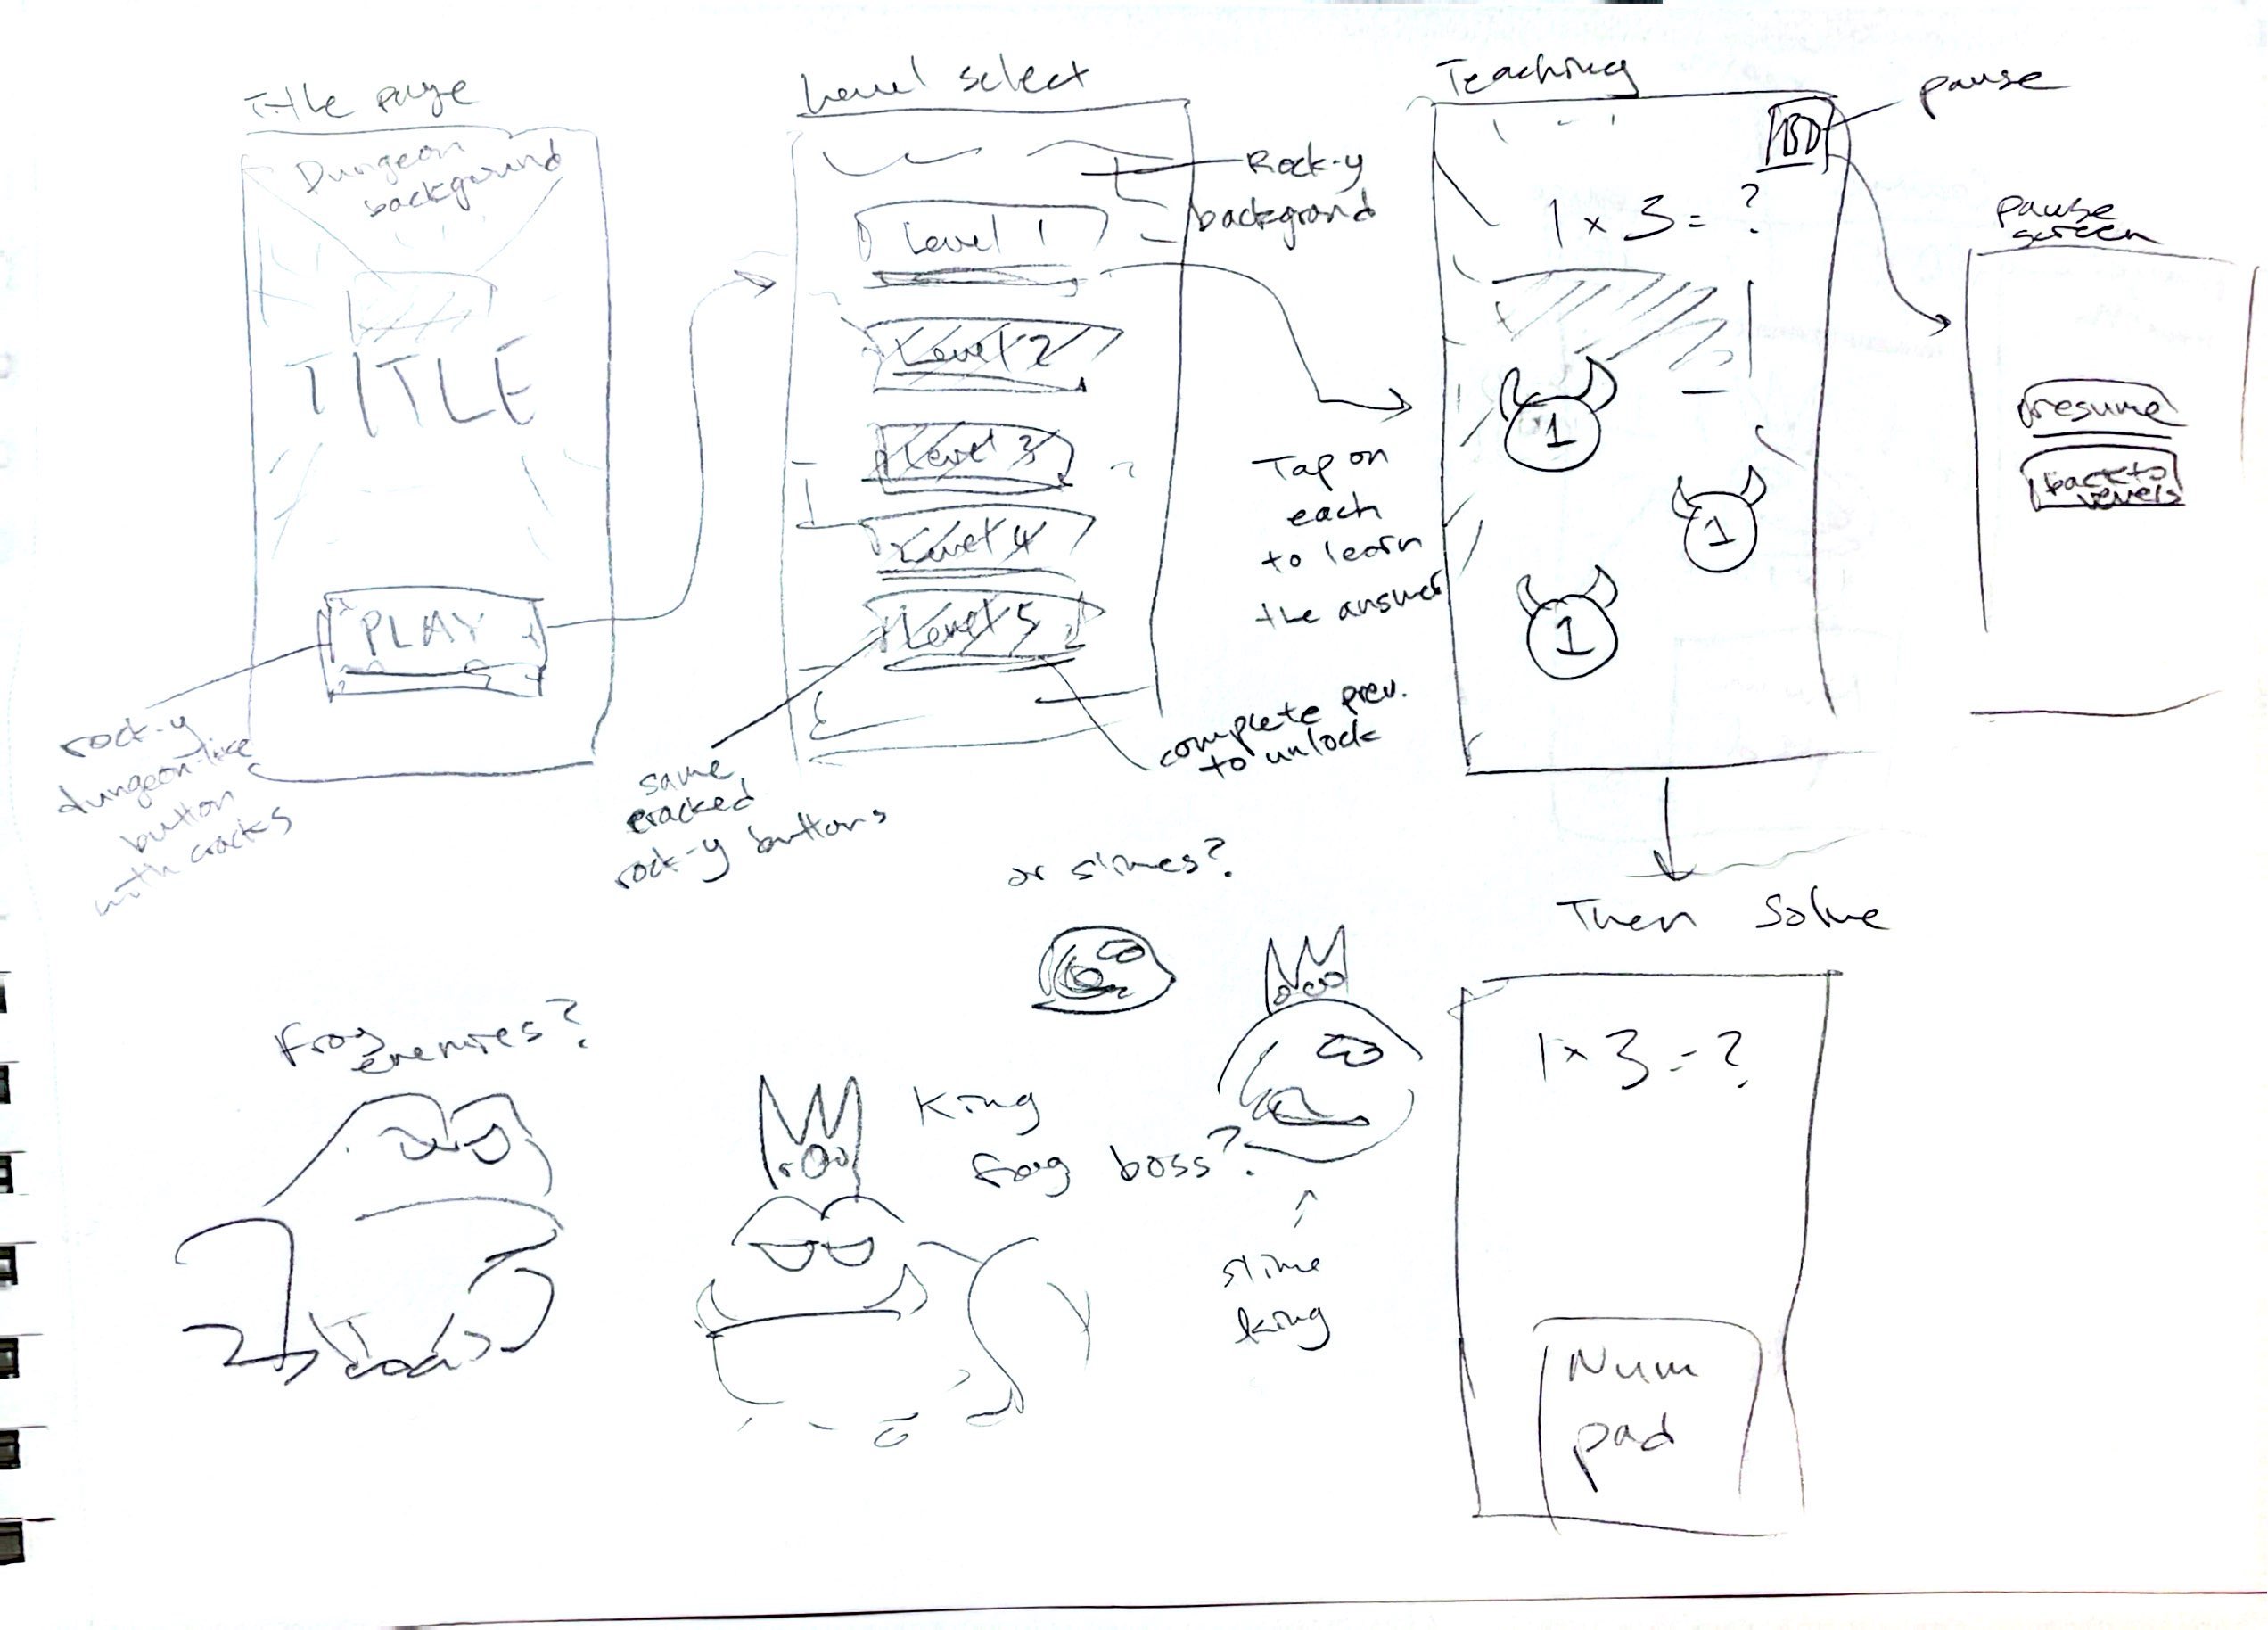 Title page
Dungeon
background
TITLE
PLAY
rock-y
dungeon-like
button
with cracks
Level select
Level 1
Level 2
Level 3
Level 4
Level 5
Rock-y
background
same
cracked
rock-y buttons
complete prev.
to unlock
Teaching
pause
1 x 3 = ?
1
1
1
Tap on
each
to learn
the answer
pause
screen
resume
back to
levels
Then Solve
1 x 3 = ?
Num
pad
or slimes?
Frog
enemies?
King
frog boss?
slime
king